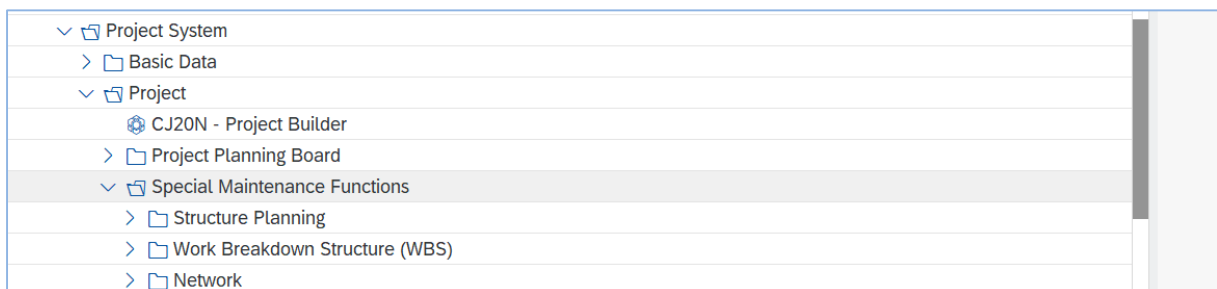 Project System
Basic Data
Project
CJ20N - Project Builder
Project Planning Board
Special Maintenance Functions
Structure Planning
Work Breakdown Structure (WBS)
Network